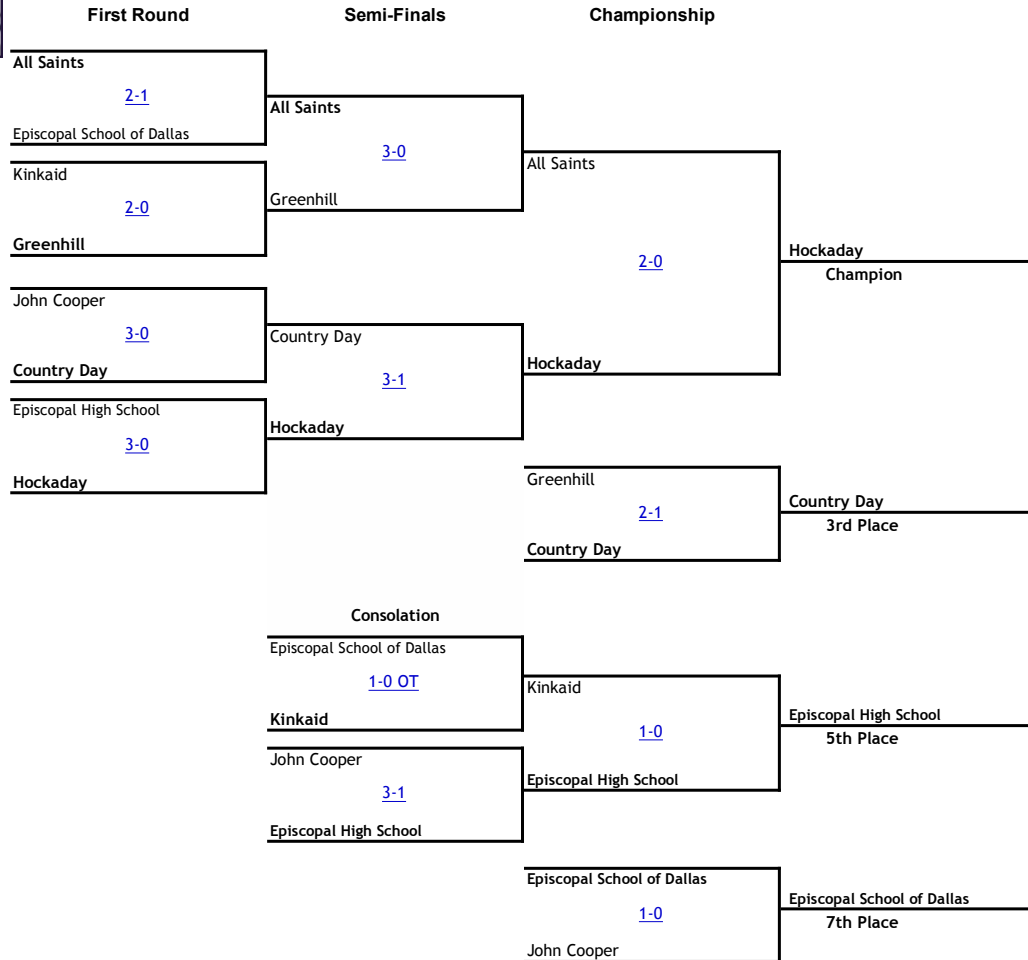 First Round
Semi-Finals
Championship
All Saints
2-1
Episcopal School of Dallas
Kinkaid
2-0
Greenhill
John Cooper
3-0
Country Day
Episcopal High School
3-0
Hockaday
All Saints
3-0
Greenhill
Country Day
3-1
Hockaday
All Saints
2-0
Hockaday
Hockaday
Champion
Greenhill
2-1
Country Day
Country Day
3rd Place
Consolation
Episcopal School of Dallas
1-0 OT
Kinkaid
John Cooper
3-1
Episcopal High School
Kinkaid
1-0
Episcopal High School
Episcopal High School
5th Place
Episcopal School of Dallas
1-0
John Cooper
Episcopal School of Dallas
7th Place